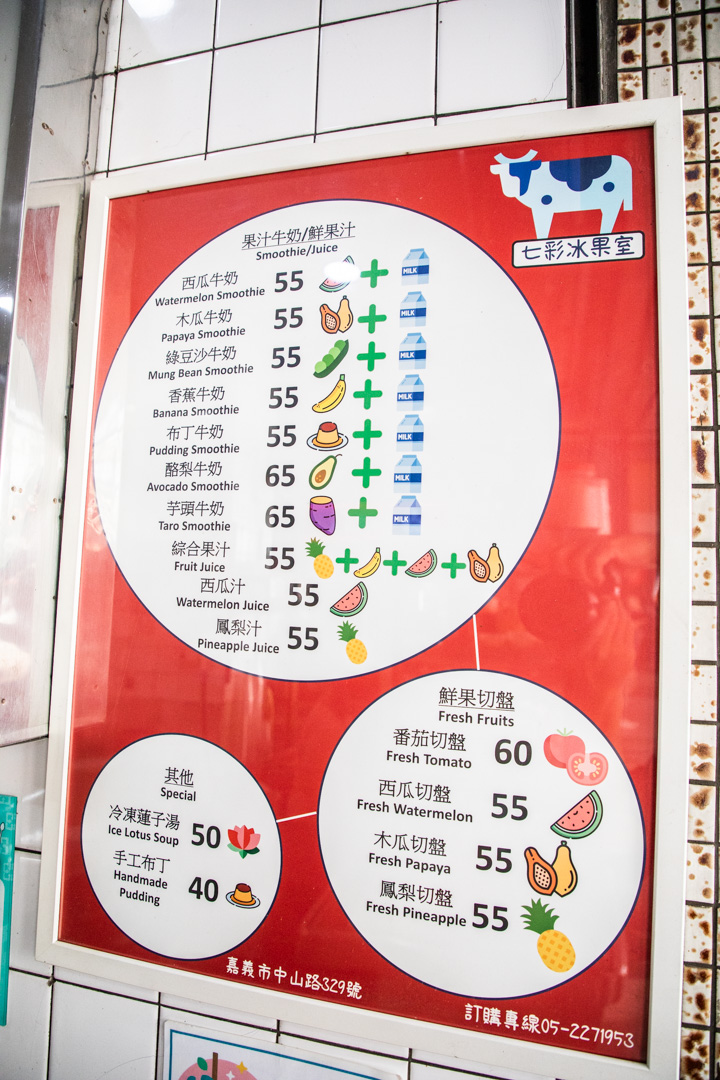 七彩冰果室
果汁牛奶/鮮果汁
Smoothie/Juice
西瓜牛奶
Watermelon Smoothie 55 MILK
木瓜牛奶
Papaya Smoothie 55 MILK
綠豆沙牛奶
Mung Bean Smoothie 55 MILK
香蕉牛奶
Banana Smoothie 55 MILK
布丁牛奶
Pudding Smoothie 55 MILK
酪梨牛奶
Avocado Smoothie 65 MILK
芋頭牛奶
Taro Smoothie 65 MILK
綜合果汁
Fruit Juice 55
西瓜汁
Watermelon Juice 55
鳳梨汁
Pineapple Juice 55
鮮果切盤
Fresh Fruits
番茄切盤
Fresh Tomato 60
西瓜切盤
Fresh Watermelon 55
木瓜切盤
Fresh Papaya 55
鳳梨切盤
Fresh Pineapple 55
其他
Special
冷凍蓮子湯
Ice Lotus Soup 50
手工布丁
Handmade
Pudding 40
嘉義市中山路329號
訂購專線05-2271953